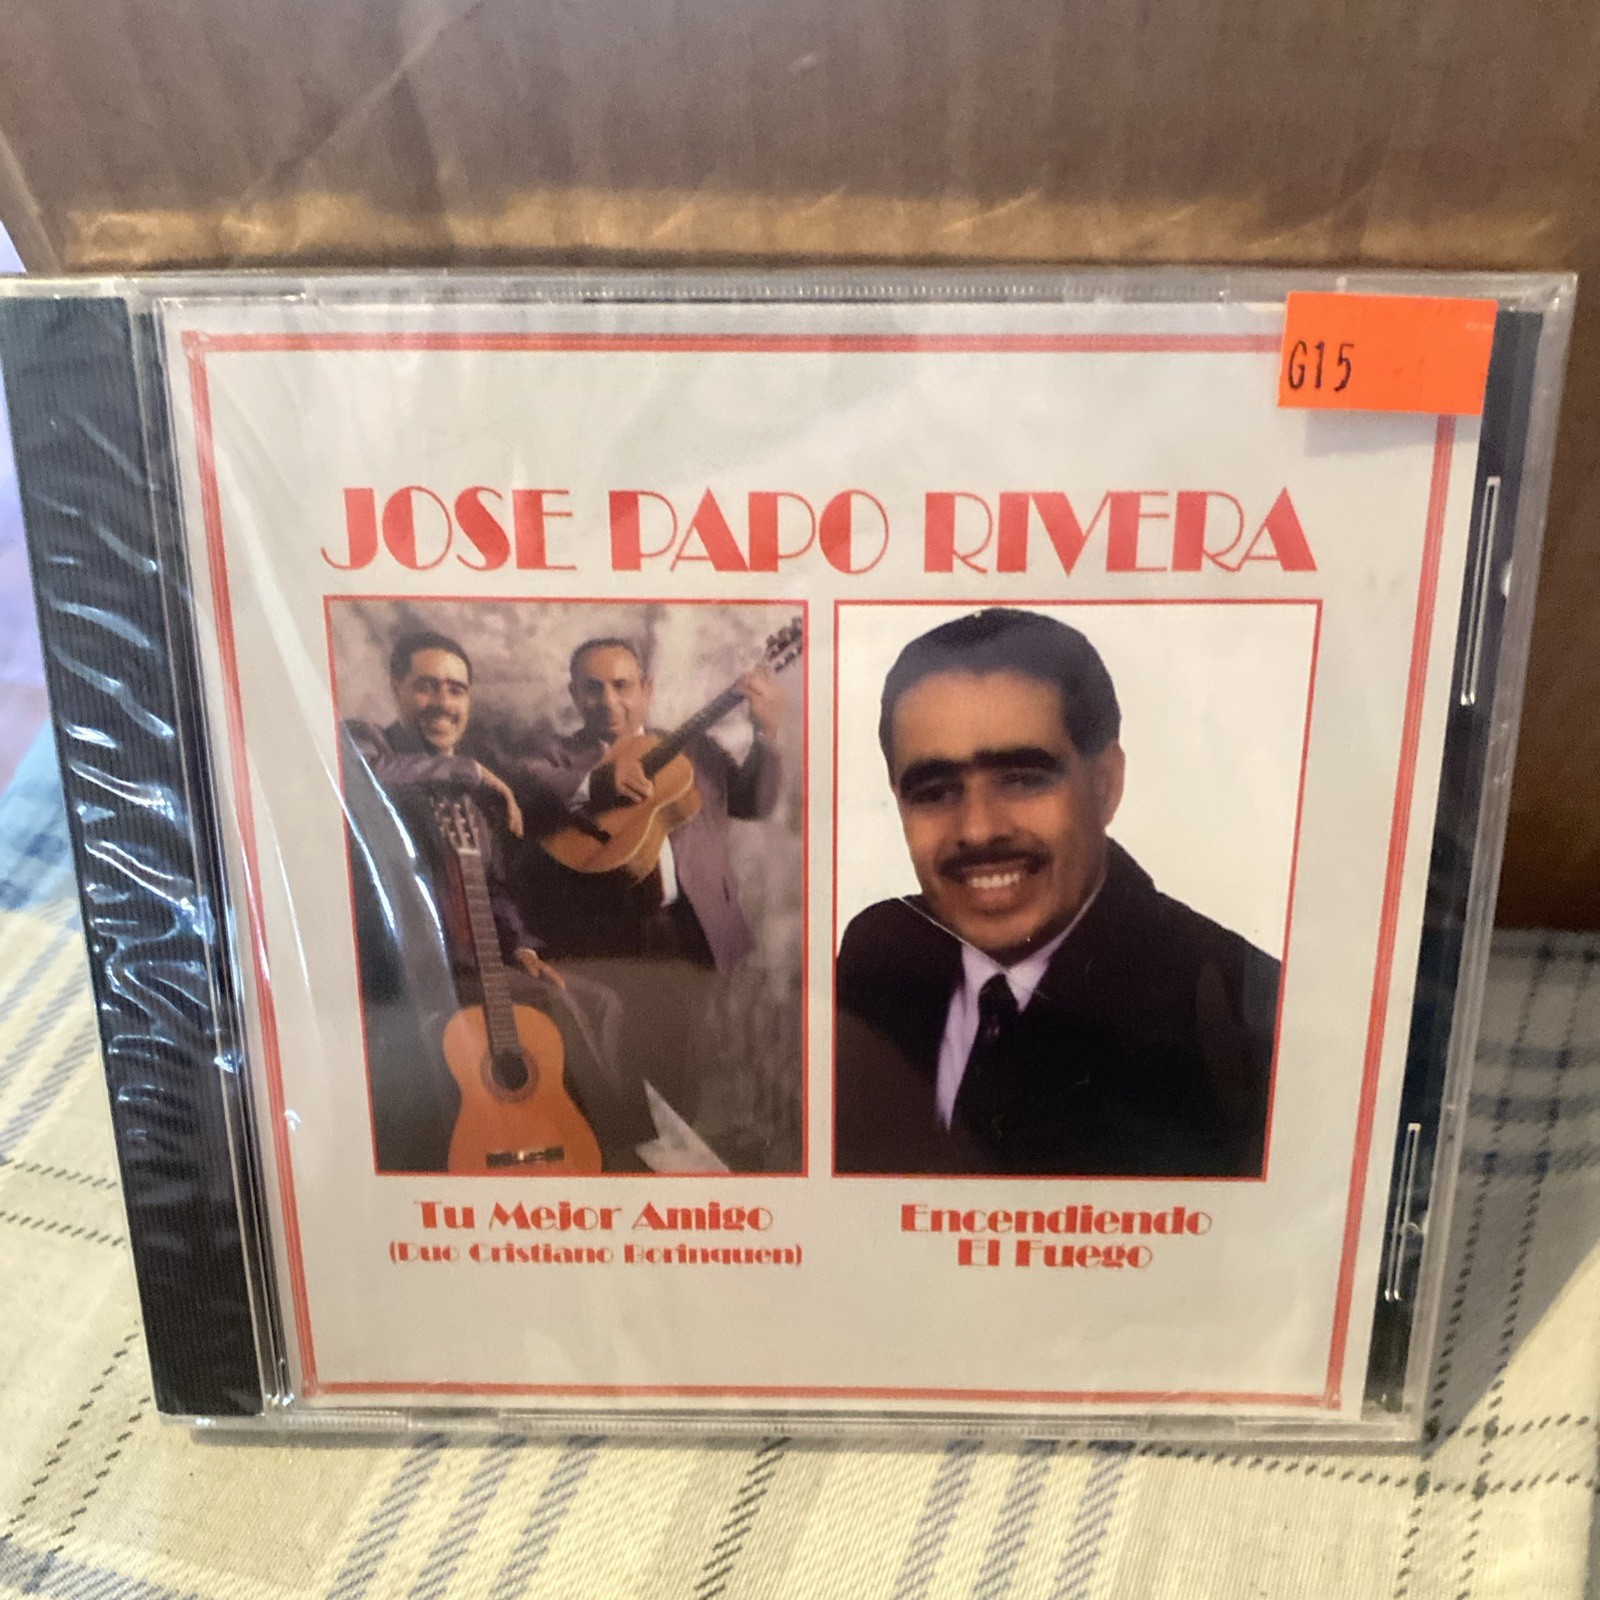 G15
JOSE PAPO RIVERA
Tu Mejor Amigo
(Duo Cristiano Borinquen)
Encendiendo
El Fuego